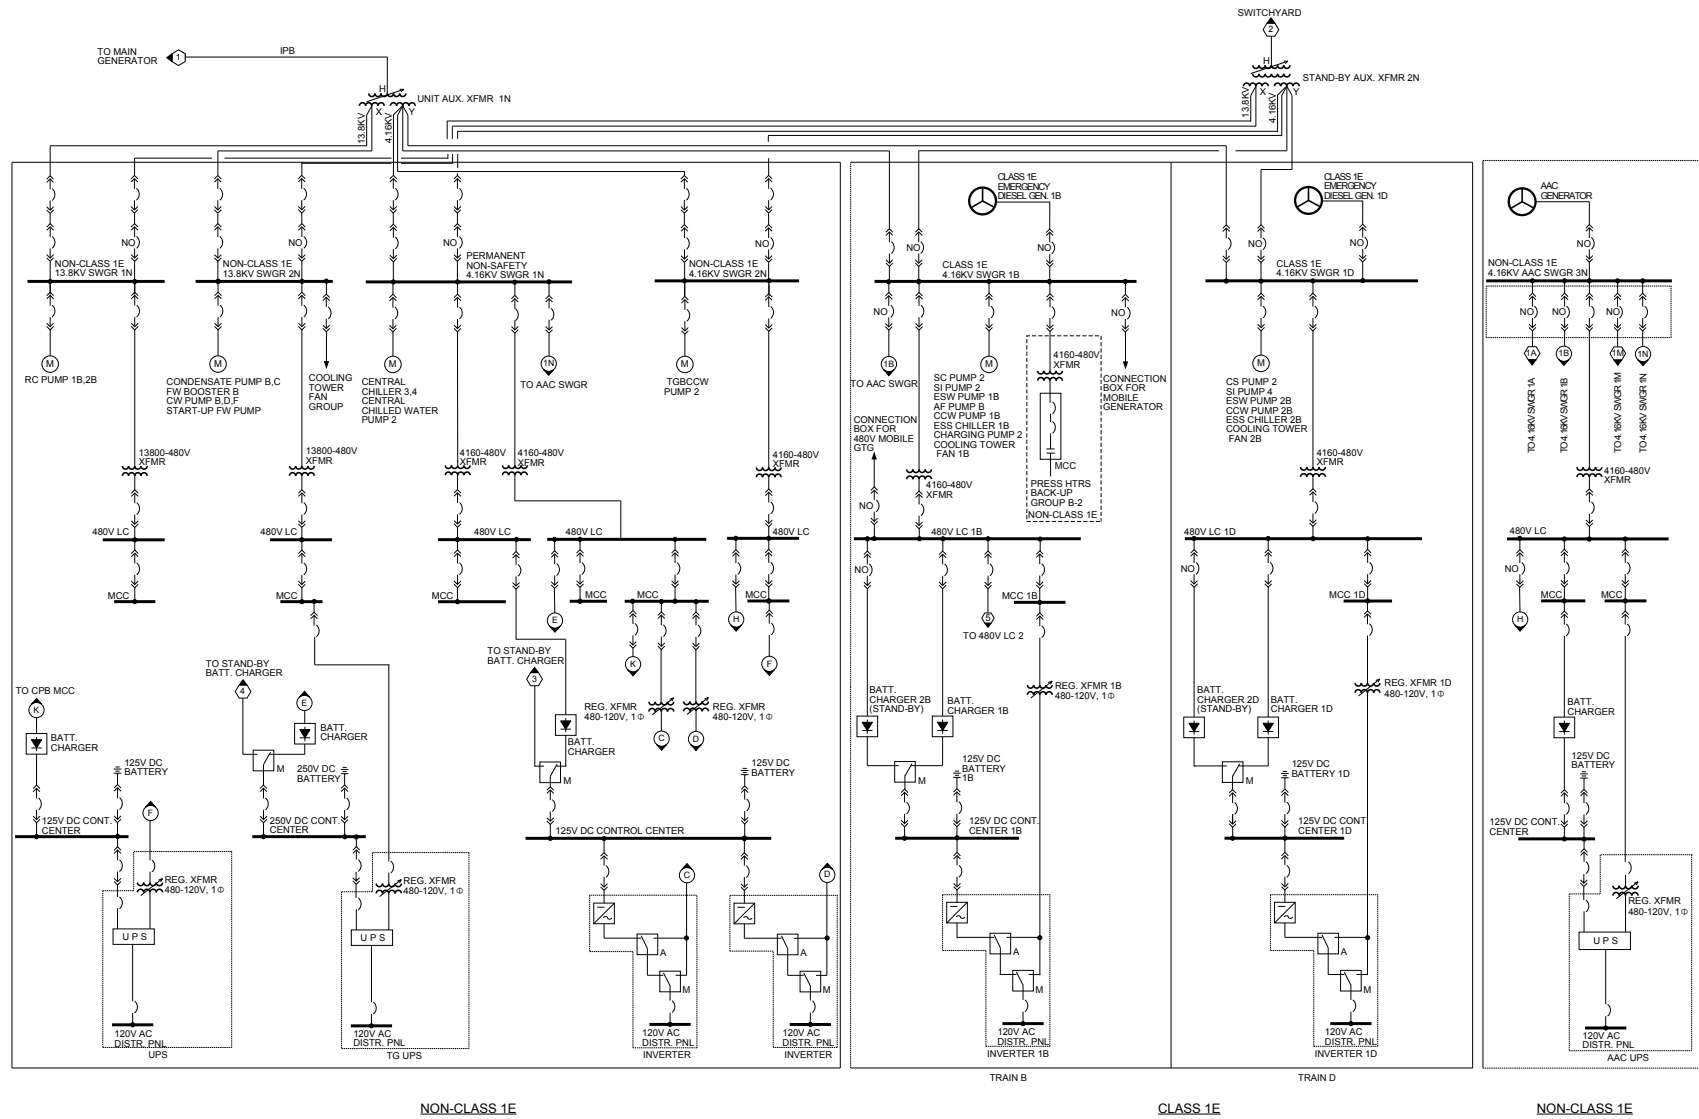 SWITCHYARD
2
TO MAIN
GENERATOR
1
IPB
H
UNIT AUX. XFMR 1N
X
Y
13.8KV
4.16KV
H
STAND-BY AUX. XFMR 2N
X
Y
13.8KV
4.16KV
CLASS 1E
EMERGENCY
DIESEL GEN. 1B
CLASS 1E
EMERGENCY
DIESEL GEN. 1D
AAC
GENERATOR
NO
NO
NO
NO
NO
NO
NO
NO
NO
NON-CLASS 1E
13.8KV SWGR 1N
NON-CLASS 1E
13.8KV SWGR 2N
PERMANENT
NON-SAFETY
4.16KV SWGR 1N
NON-CLASS 1E
4.16KV SWGR 2N
CLASS 1E
4.16KV SWGR 1B
CLASS 1E
4.16KV SWGR 1D
NON-CLASS 1E
4.16KV AAC SWGR 3N
NO
NO
NO
NO
NO
NO
M
RC PUMP 1B,2B
M
CONDENSATE PUMP B,C
FW BOOSTER B
CW PUMP B,D,F
START-UP FW PUMP
COOLING
TOWER
FAN
GROUP
M
CENTRAL
CHILLER 3,4
CENTRAL
CHILLED WATER
PUMP 2
1N
TO AAC SWGR
M
TGBCCW
PUMP 2
1B
TO AAC SWGR
M
SC PUMP 2
SI PUMP 2
ESW PUMP 1B
AF PUMP B
CCW PUMP 1B
ESS CHILLER 1B
CHARGING PUMP 2
COOLING TOWER
FAN 1B
4160-480V
XFMR
MCC
PRESS HTRS
BACK-UP
GROUP B-2
NON-CLASS 1E
CONNECTION
BOX FOR
MOBILE
GENERATOR
M
CS PUMP 2
SI PUMP 4
ESW PUMP 2B
CCW PUMP 2B
ESS CHILLER 2B
COOLING TOWER
FAN 2B
1A
1B
1M
1N
TO 4.16KV SWGR 1A
TO 4.16KV SWGR 1B
TO 4.16KV SWGR 1M
TO 4.16KV SWGR 1N
CONNECTION
BOX FOR
480V MOBILE
GTG
NO
13800-480V
XFMR
13800-480V
XFMR
4160-480V
XFMR
4160-480V
XFMR
4160-480V
XFMR
4160-480V
XFMR
4160-480V
XFMR
4160-480V
XFMR
480V LC
480V LC
480V LC
480V LC
480V LC
480V LC 1B
480V LC 1D
480V LC
NO
NO
NO
MCC
MCC
MCC
MCC
MCC
MCC
MCC 1B
MCC 1D
MCC
MCC
E
K
H
F
5
TO 480V LC 2
H
TO STAND-BY
BATT. CHARGER
4
TO STAND-BY
BATT. CHARGER
3
TO CPB MCC
K
BATT.
CHARGER
E
BATT.
CHARGER
BATT.
CHARGER
REG. XFMR
480-120V, 1Φ
C
REG. XFMR
480-120V, 1Φ
D
BATT.
CHARGER 2B
(STAND-BY)
BATT.
CHARGER 1B
REG. XFMR 1B
480-120V, 1Φ
BATT.
CHARGER 2D
(STAND-BY)
BATT.
CHARGER 1D
REG. XFMR 1D
480-120V, 1Φ
BATT.
CHARGER
M
M
M
M
125V DC
BATTERY
250V DC
BATTERY
125V DC
BATTERY
125V DC
BATTERY
1B
125V DC
BATTERY 1D
125V DC
BATTERY
F
125V DC CONT.
CENTER
250V DC CONT.
CENTER
125V DC CONTROL CENTER
125V DC CONT.
CENTER 1B
125V DC CONT.
CENTER 1D
125V DC CONT.
CENTER
REG. XFMR
480-120V, 1Φ
REG. XFMR
480-120V, 1Φ
C
D
REG. XFMR
480-120V, 1Φ
UPS
UPS
A
M
A
M
A
M
A
M
UPS
120V AC
DISTR. PNL
UPS
120V AC
DISTR. PNL
TG UPS
120V AC
DISTR. PNL
INVERTER
120V AC
DISTR. PNL
INVERTER
120V AC
DISTR. PNL
INVERTER 1B
120V AC
DISTR. PNL
INVERTER 1D
120V AC
DISTR. PNL
AAC UPS
TRAIN B
TRAIN D
NON-CLASS 1E
CLASS 1E
NON-CLASS 1E